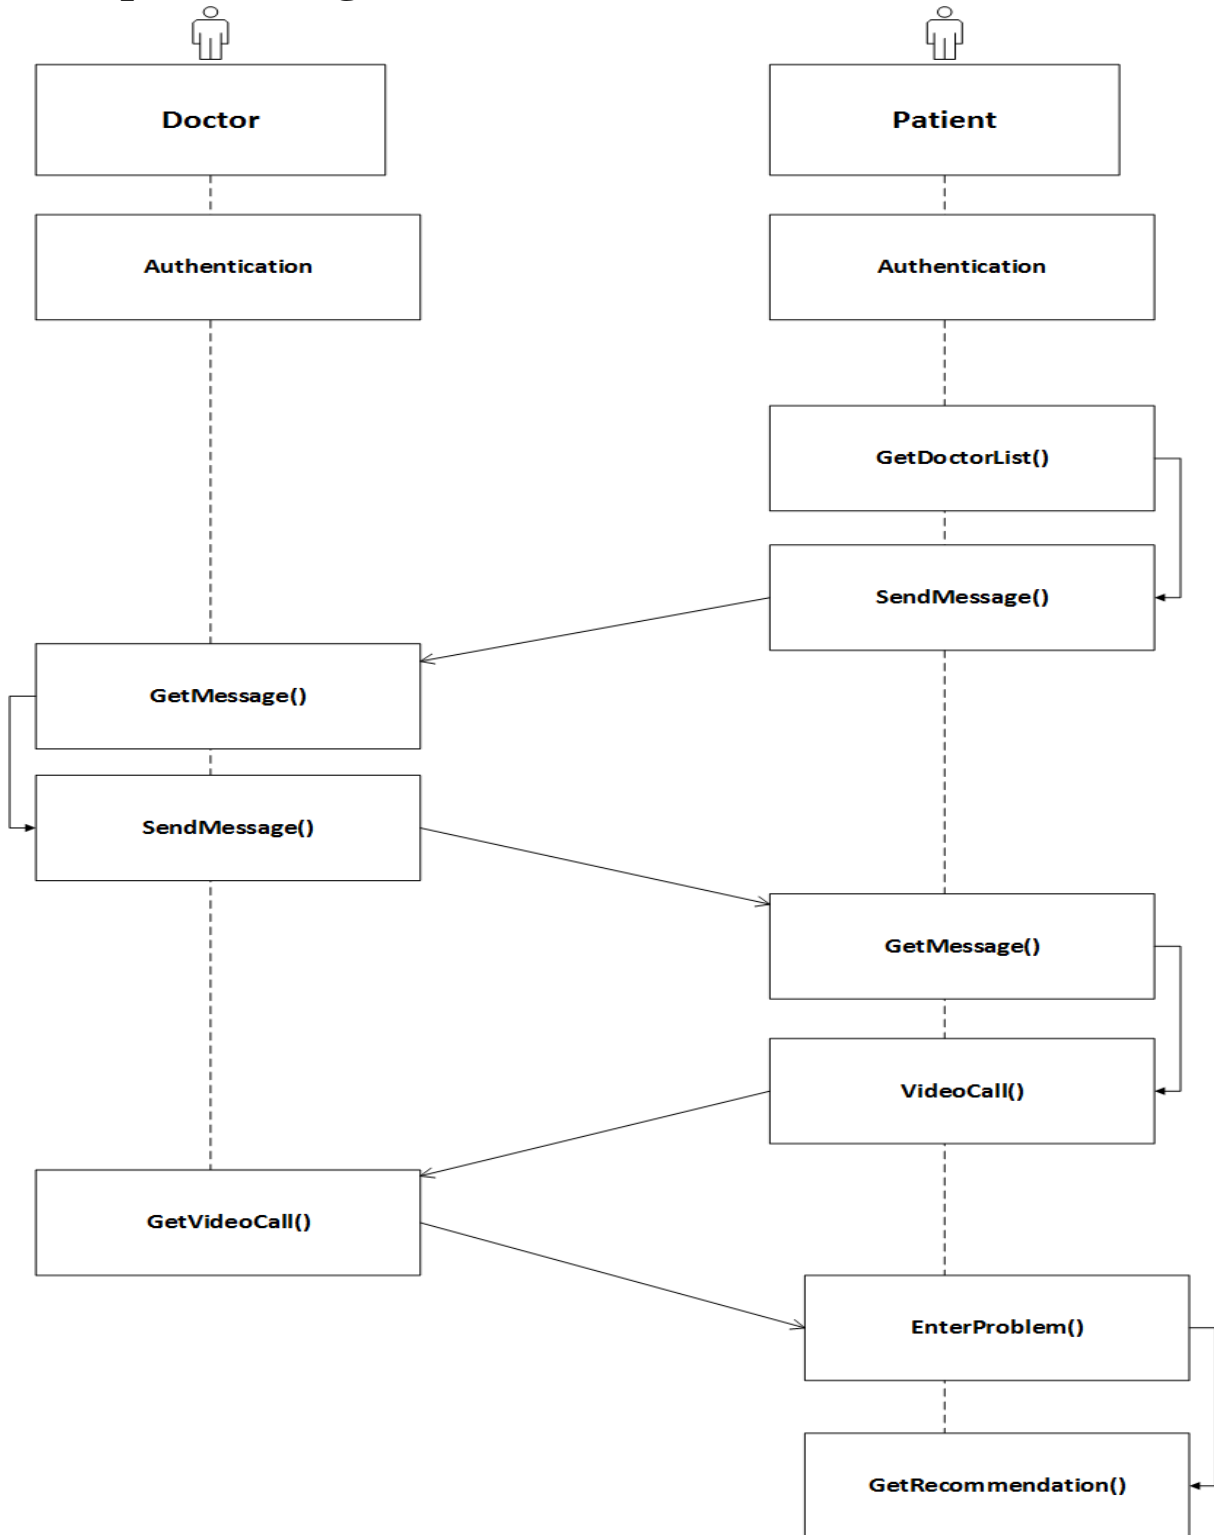 Doctor
Patient
Authentication
Authentication
GetDoctorList()
SendMessage()
GetMessage()
SendMessage()
GetMessage()
VideoCall()
GetVideoCall()
EnterProblem()
GetRecommendation()